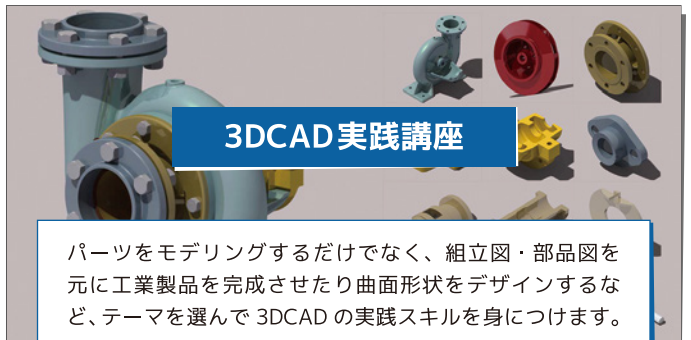 3DCAD実践講座
パーツをモデリングするだけでなく、組立図・部品図を
元に工業製品を完成させたり曲面形状をデザインするな
ど、テーマを選んで 3DCAD の実践スキルを身につけます。